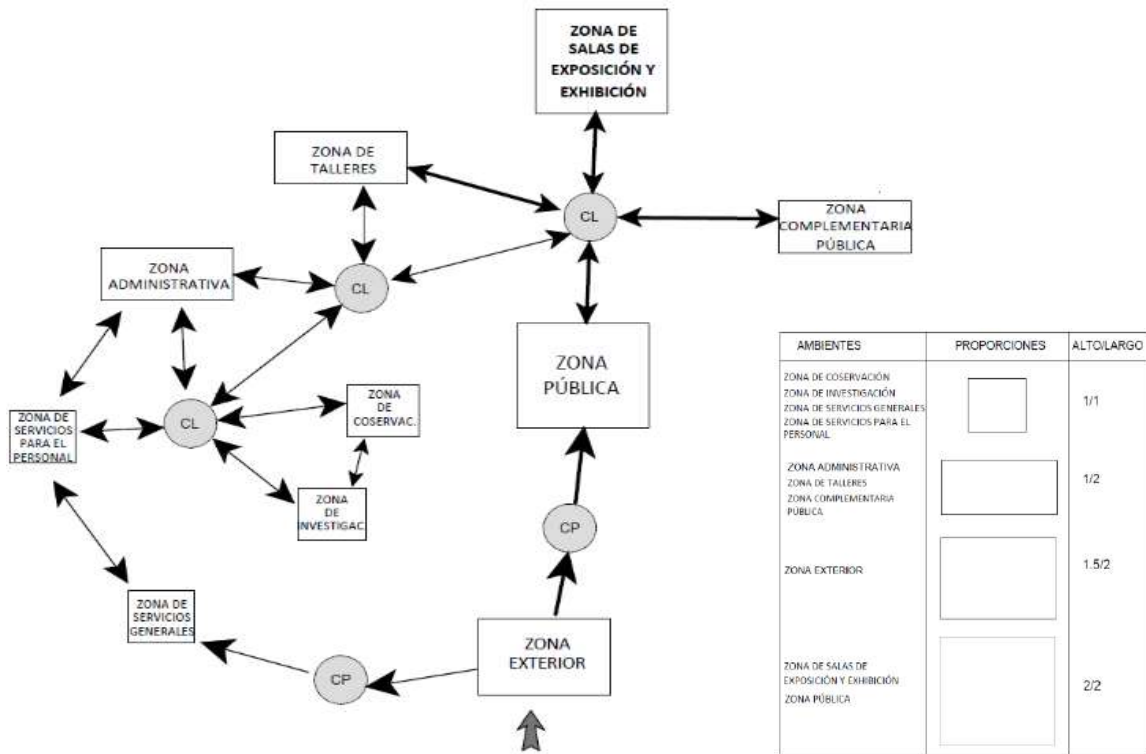 ZONA DE
SALAS DE
EXPOSICIÓN Y
EXHIBICIÓN
ZONA DE
TALLERES
CL
ZONA
COMPLEMENTARIA
PÚBLICA
ZONA
ADMINISTRATIVA
CL
ZONA
PÚBLICA
ZONA
DE
COSERVAC.
ZONA DE
SERVICIOS
PARA EL
PERSONAL
CL
ZONA
DE
INVESTIGAC.
CP
ZONA DE
SERVICIOS
GENERALES
ZONA
EXTERIOR
CP
AMBIENTES PROPORCIONES ALTO/LARGO
ZONA DE COSERVACIÓN
ZONA DE INVESTIGACIÓN
ZONA DE SERVICIOS GENERALES
ZONA DE SERVICIOS PARA EL
PERSONAL
1/1
ZONA ADMINISTRATIVA
ZONA DE TALLERES
ZONA COMPLEMENTARIA
PÚBLICA
1/2
ZONA EXTERIOR
1.5/2
ZONA DE SALAS DE
EXPOSICIÓN Y EXHIBICIÓN
ZONA PÚBLICA
2/2